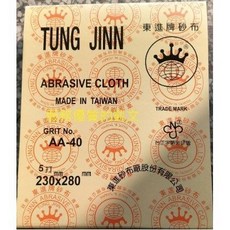 東進牌砂布
TUNG JINN
ABRASIVE CLOTH
MADE IN TAIWAN
TRADE MARK
GRIT No.
AA-40
5打
230x280 mm
東進砂布廠股份有限公司